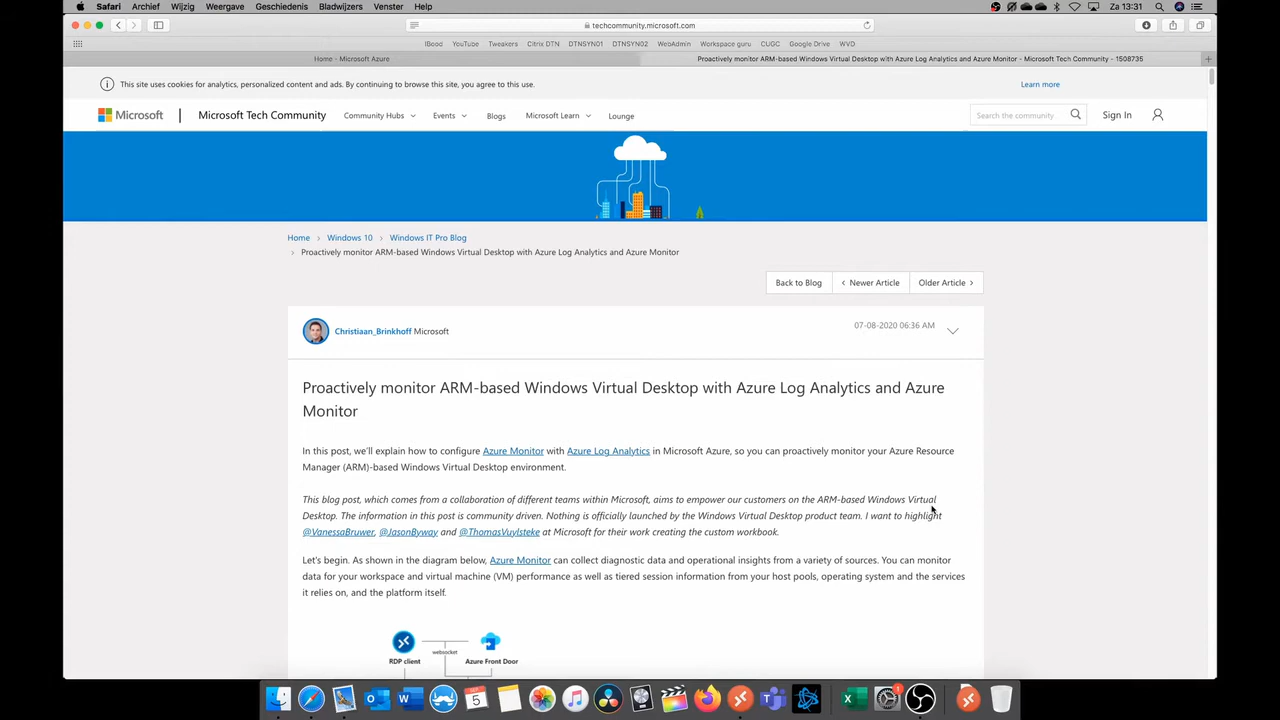 Safari Archief Wijzig Weergave Geschiedenis Bladwijzers Venster Help Za 13:31
techcommunity.microsoft.com
IBood YouTube Tweakers Citrix DTN DTNSYN01 DTNSYN02 WebAdmin Workspace guru CUGC Google Drive WVD
Home - Microsoft Azure Proactively monitor ARM-based Windows Virtual Desktop with Azure Log Analytics and Azure Monitor - Microsoft Tech Community - 1508735
This site uses cookies for analytics, personalized content and ads. By continuing to browse this site, you agree to this use. Learn more
Microsoft Microsoft Tech Community Community Hubs Events Blogs Microsoft Learn Lounge Search the community Sign In
Home > Windows 10 > Windows IT Pro Blog
> Proactively monitor ARM-based Windows Virtual Desktop with Azure Log Analytics and Azure Monitor
Back to Blog < Newer Article Older Article >
Christiaan_Brinkhoff Microsoft 07-08-2020 06:36 AM
Proactively monitor ARM-based Windows Virtual Desktop with Azure Log Analytics and Azure
Monitor
In this post, we'll explain how to configure Azure Monitor with Azure Log Analytics in Microsoft Azure, so you can proactively monitor your Azure Resource
Manager (ARM)-based Windows Virtual Desktop environment.
This blog post, which comes from a collaboration of different teams within Microsoft, aims to empower our customers on the ARM-based Windows Virtual
Desktop. The information in this post is community driven. Nothing is officially launched by the Windows Virtual Desktop product team. I want to highlight
@VanessaBruwer, @JasonByway and @ThomasVuylsteke at Microsoft for their work creating the custom workbook.
Let's begin. As shown in the diagram below, Azure Monitor can collect diagnostic data and operational insights from a variety of sources. You can monitor
data for your workspace and virtual machine (VM) performance as well as tiered session information from your host pools, operating system and the services
it relies on, and the platform itself.
websocket
RDP client Azure Front Door
5
1